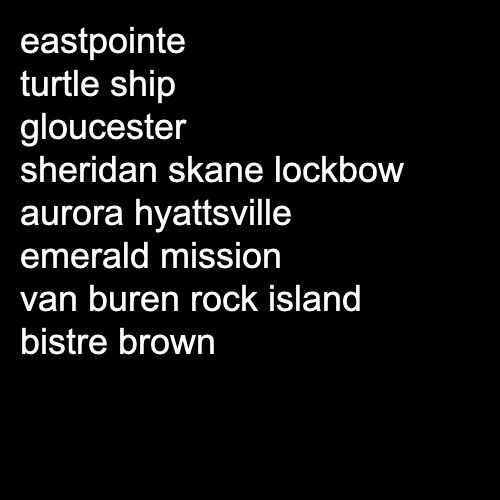 eastpointe
turtle ship
gloucester
sheridan skane lockbow
aurora hyattsville
emerald mission
van buren rock island
bistre brown